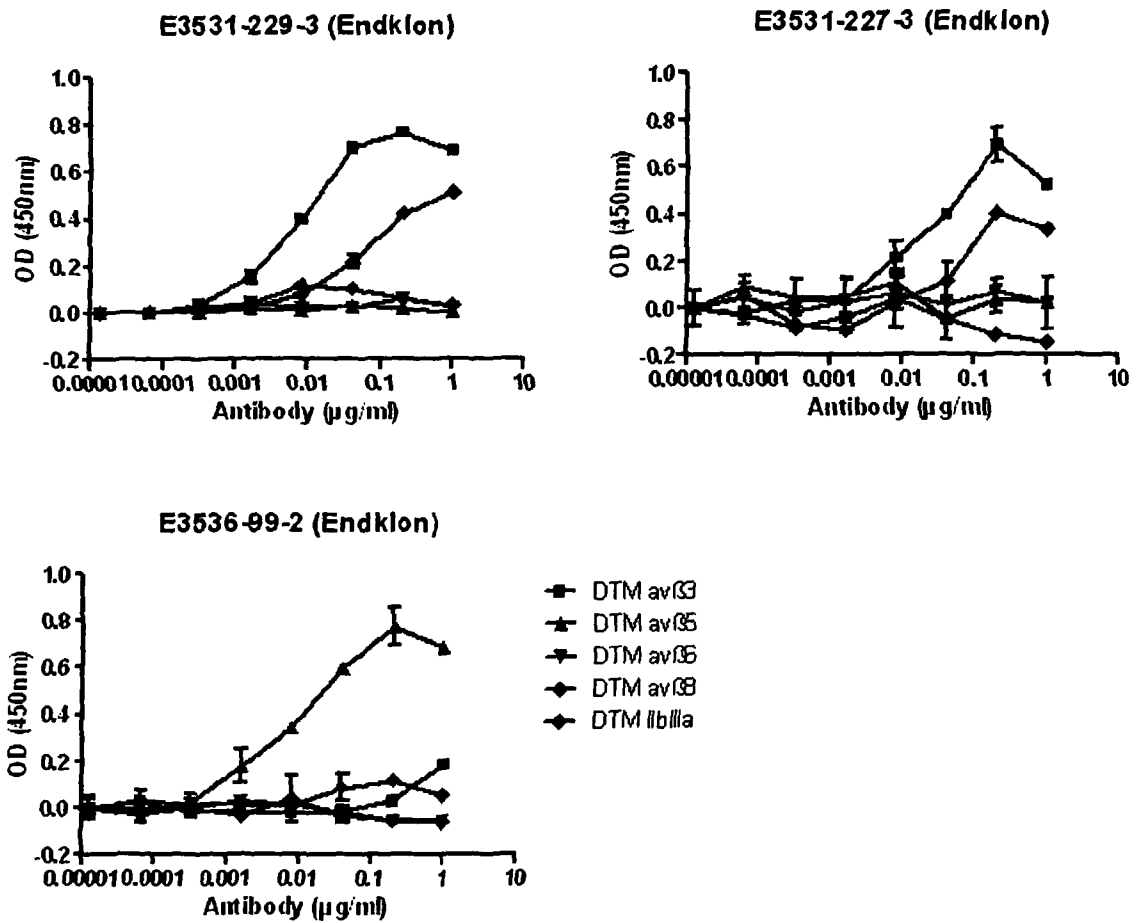 E3531-229-3 (Endklon)
1.0
0.8
0.6
0.4
0.2
0.0
-0.2
OD (450nm)
0.00001 0.0001 0.001 0.01 0.1 1 10
Antibody (µg/ml)
E3531-227-3 (Endklon)
1.0
0.8
0.6
0.4
0.2
0.0
-0.2
OD (450nm)
0.00001 0.0001 0.001 0.01 0.1 1 10
Antibody (µg/ml)
E3536-99-2 (Endklon)
1.0
0.8
0.6
0.4
0.2
0.0
-0.2
OD (450nm)
0.00001 0.0001 0.001 0.01 0.1 1 10
Antibody (µg/ml)
DTM avß3
DTM avß5
DTM avß6
DTM avß8
DTM IIbIIIa